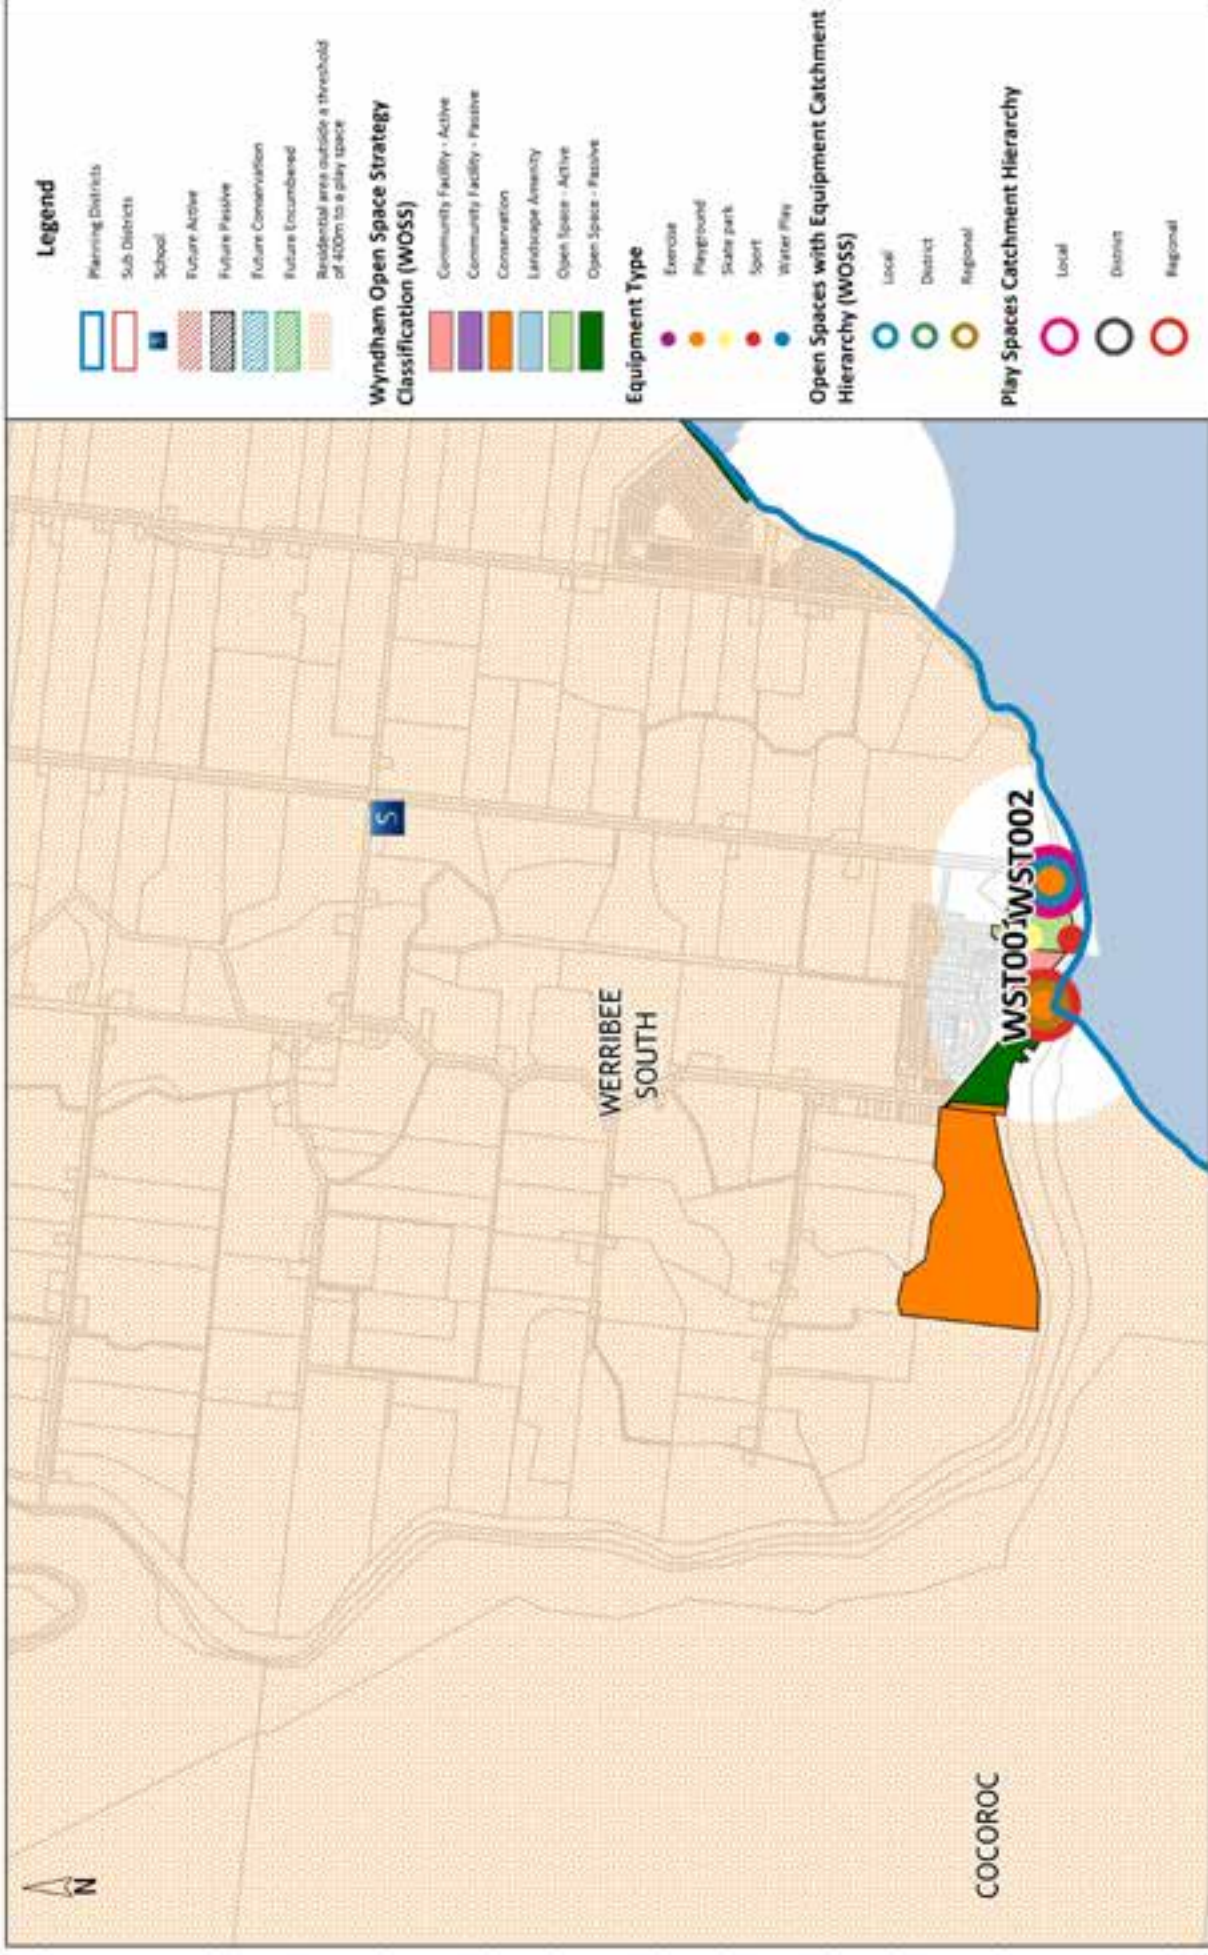 Legend
Planning Districts
Sub Districts
School
Future Active
Future Passive
Future Conservation
Future Encumbered
Residential area outside a threshold
of 400m to a play space
Wyndham Open Space Strategy
Classification (WOSS)
Community Facility - Active
Community Facility - Passive
Conservation
Landscape Amenity
Open Space - Active
Open Space - Passive
Equipment Type
Exercise
Playground
Skate park
Sport
Water Play
Open Spaces with Equipment Catchment
Hierarchy (WOSS)
Local
District
Regional
Play Spaces Catchment Hierarchy
Local
District
Regional
N
S
WERRIBEE
SOUTH
WST001
WST002
COCOROC